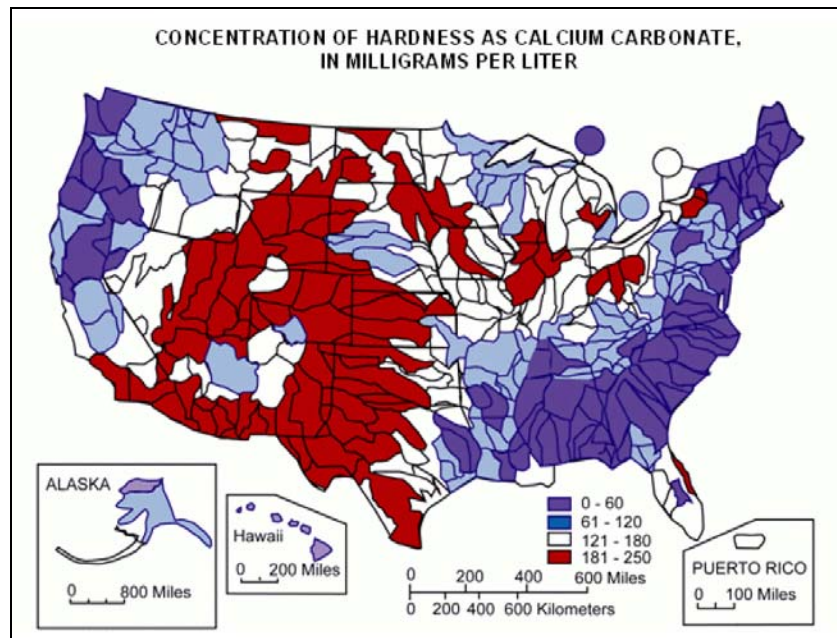 CONCENTRATION OF HARDNESS AS CALCIUM CARBONATE,
IN MILLIGRAMS PER LITER
ALASKA
0 800 Miles
Hawaii
0 200 Miles
0 - 60
61 - 120
121 - 180
181 - 250
0 200 400 600 Miles
0 200 400 600 Kilometers
PUERTO RICO
0 100 Miles